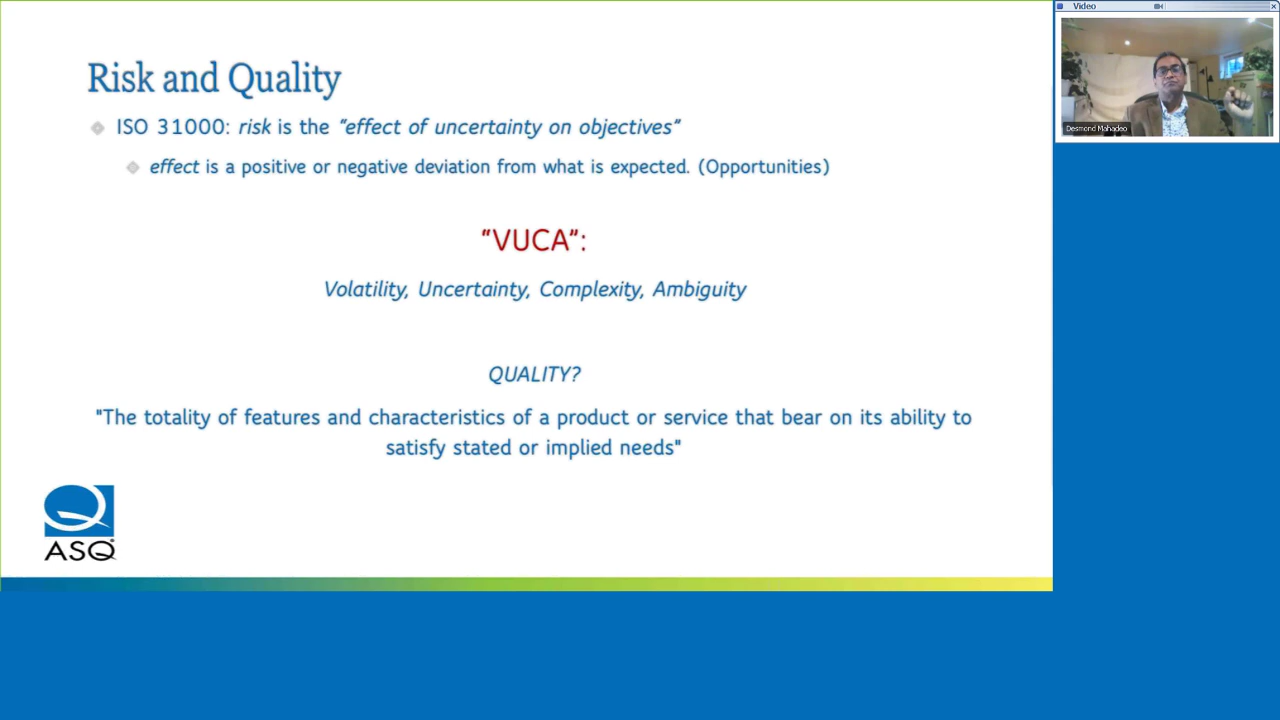 Video
Desmond Mahadeo
Risk and Quality
ISO 31000: risk is the “effect of uncertainty on objectives”
effect is a positive or negative deviation from what is expected. (Opportunities)
“VUCA”:
Volatility, Uncertainty, Complexity, Ambiguity
QUALITY?
"The totality of features and characteristics of a product or service that bear on its ability to
satisfy stated or implied needs"
ASQ